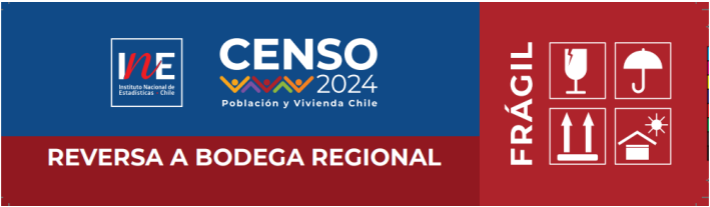 INE
Instituto Nacional de
Estadísticas · Chile
CENSO
2024
Población y Vivienda Chile
REVERSA A BODEGA REGIONAL
FRÁGIL